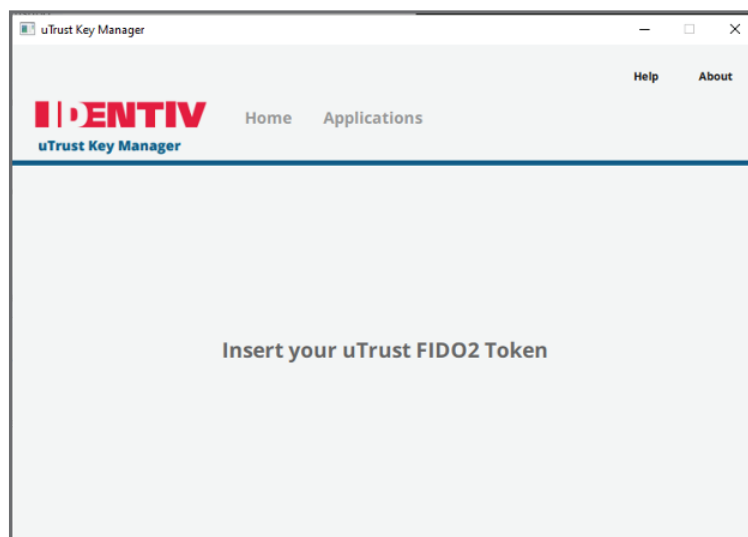 uTrust Key Manager
Help About
IDENTIV
Home Applications
uTrust Key Manager
Insert your uTrust FIDO2 Token